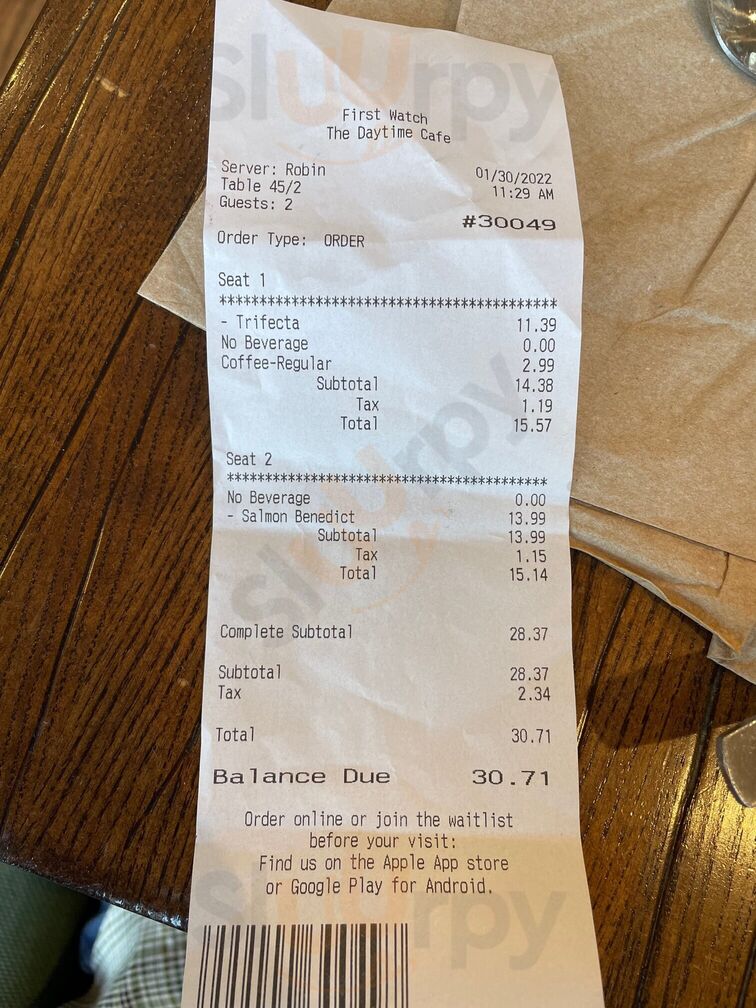 First Watch
The Daytime Cafe
Server: Robin 01/30/2022
Table 45/2 11:29 AM
Guests: 2
#30049
Order Type: ORDER
Seat 1
******************************************
- Trifecta 11.39
No Beverage 0.00
Coffee-Regular 2.99
Subtotal 14.38
Tax 1.19
Total 15.57
Seat 2
******************************************
No Beverage 0.00
- Salmon Benedict 13.99
Subtotal 13.99
Tax 1.15
Total 15.14
Complete Subtotal 28.37
Subtotal 28.37
Tax 2.34
Total 30.71
Balance Due 30.71
Order online or join the waitlist
before your visit:
Find us on the Apple App store
or Google Play for Android.
sluurpy
sluurpy
sluurpy